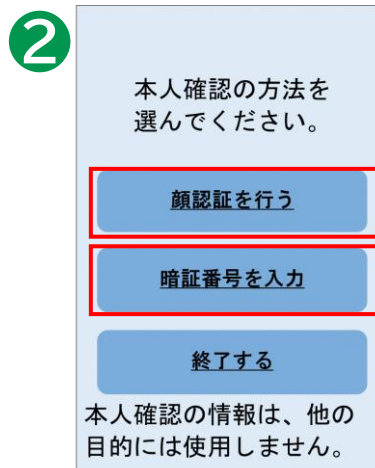 2
本人確認の方法を
選んでください。
顔認証を行う
暗証番号を入力
終了する
本人確認の情報は、他の
目的には使用しません。